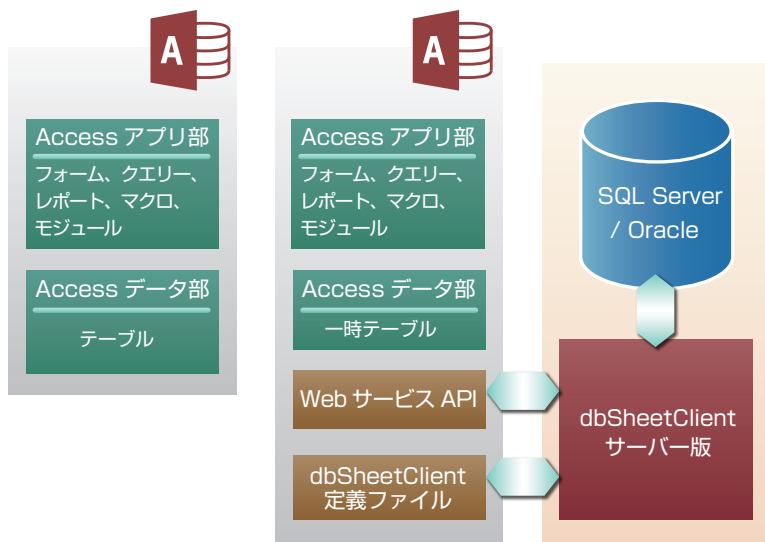 A
Access アプリ部
フォーム、クエリー、
レポート、マクロ、
モジュール
Access データ部
テーブル
A
Access アプリ部
フォーム、クエリー、
レポート、マクロ、
モジュール
Access データ部
一時テーブル
Web サービス API
dbSheetClient
定義ファイル
SQL Server
/ Oracle
dbSheetClient
サーバー版